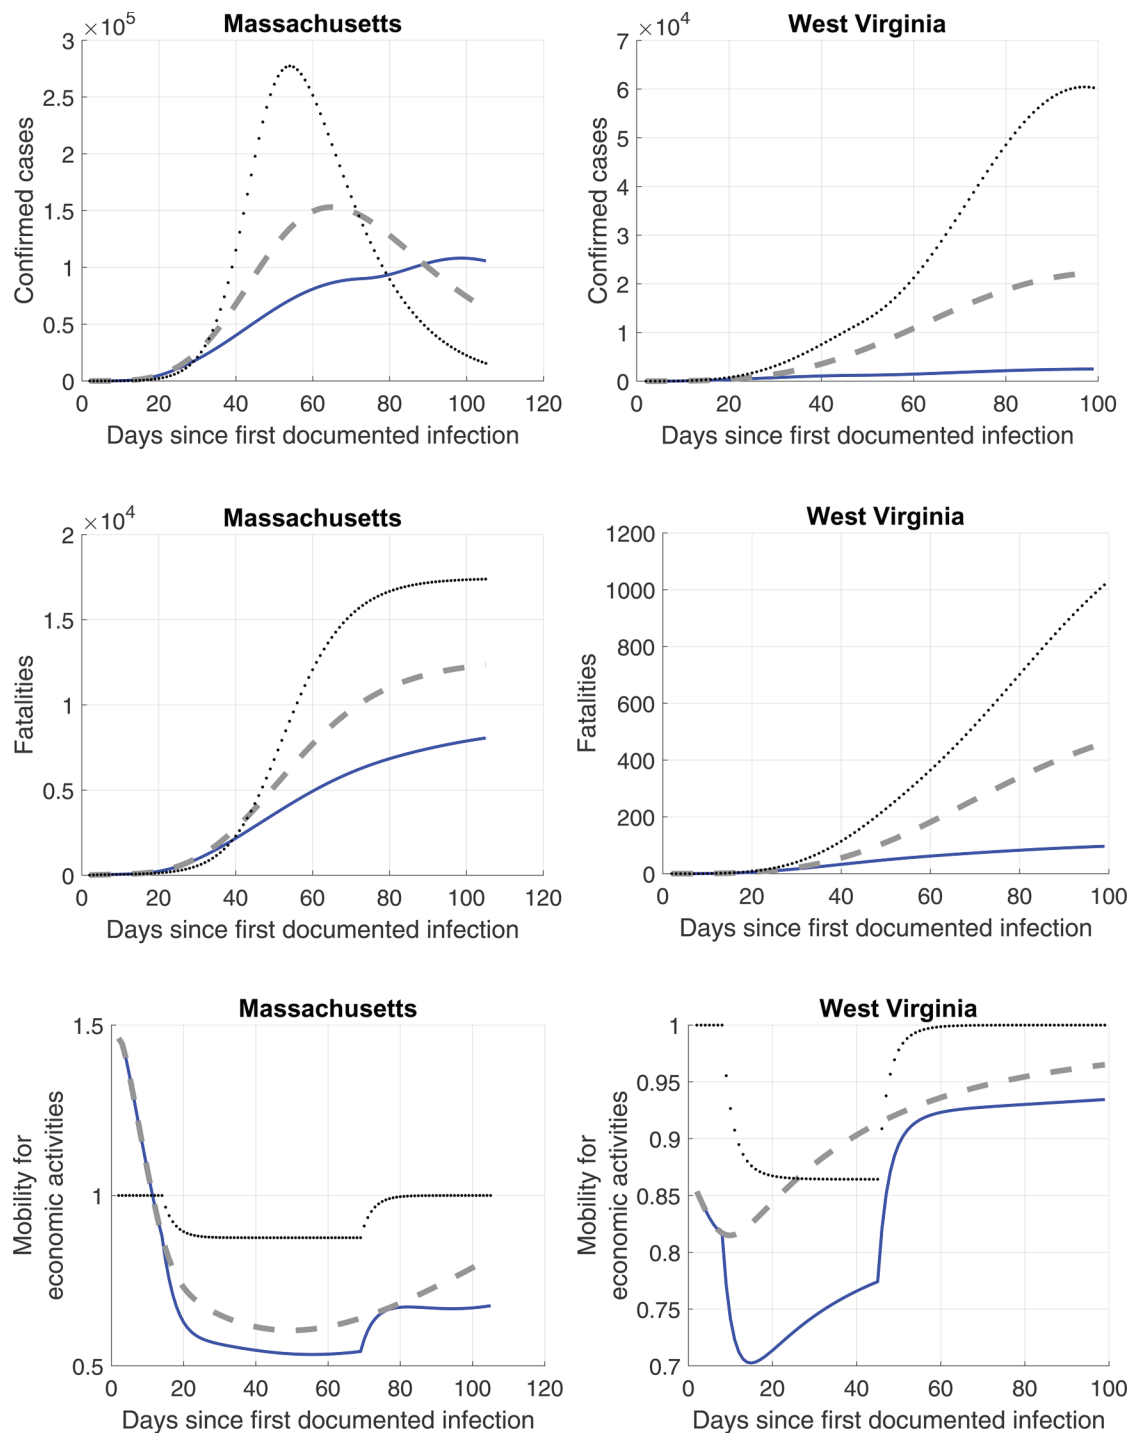 Massachusetts
×10⁵
3
2.5
2
1.5
1
0.5
0
0 20 40 60 80 100 120
Confirmed cases
Days since first documented infection
West Virginia
×10⁴
7
6
5
4
3
2
1
0
0 20 40 60 80 100
Confirmed cases
Days since first documented infection
Massachusetts
×10⁴
2
1.5
1
0.5
0
0 20 40 60 80 100 120
Fatalities
Days since first documented infection
West Virginia
1200
1000
800
600
400
200
0
0 20 40 60 80 100
Fatalities
Days since first documented infection
Massachusetts
1.5
1
0.5
0 20 40 60 80 100 120
Mobility for
economic activities
Days since first documented infection
West Virginia
1
0.95
0.9
0.85
0.8
0.75
0.7
0 20 40 60 80 100
Mobility for
economic activities
Days since first documented infection